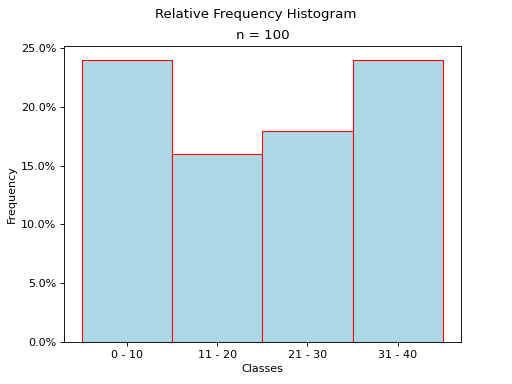 Relative Frequency Histogram
n = 100
25.0%
20.0%
15.0%
10.0%
5.0%
0.0%
Frequency
0 - 10 11 - 20 21 - 30 31 - 40
Classes